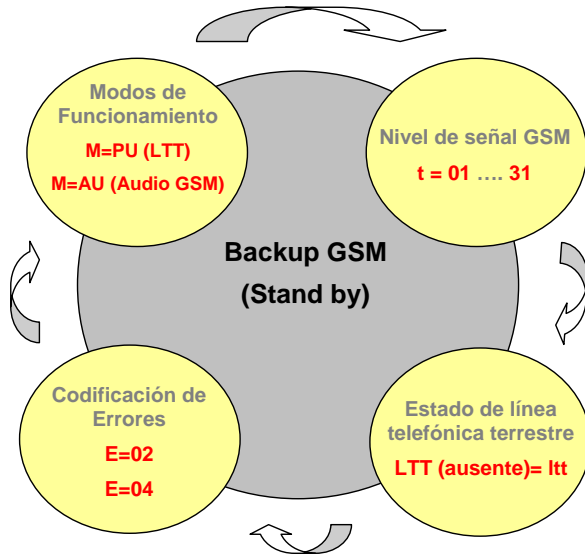 Modos de
Funcionamiento
M=PU (LTT)
M=AU (Audio GSM)
Nivel de señal GSM
t = 01 .... 31
Backup GSM
(Stand by)
Codificación de
Errores
E=02
E=04
Estado de línea
telefónica terrestre
LTT (ausente)= ltt